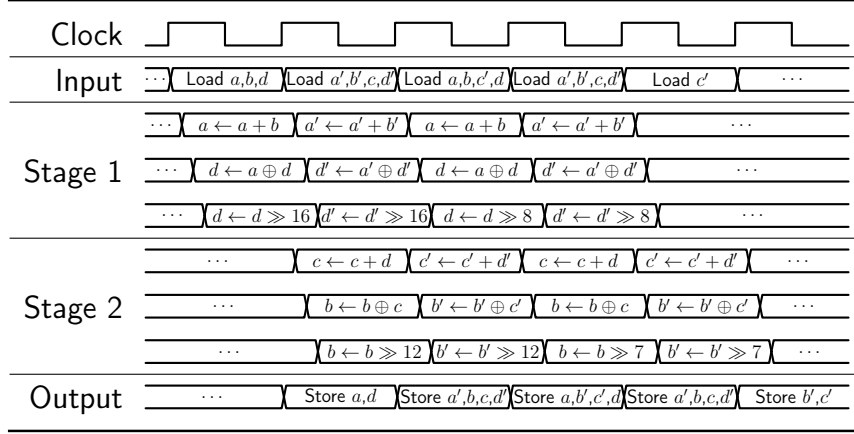 Clock
Input ··· Load a,b,d Load a′,b′,c,d′ Load a,b,c′,d Load a′,b′,c,d′ Load c′ ···
··· a ← a + b a′ ← a′ + b′ a ← a + b a′ ← a′ + b′ ···
Stage 1 ··· d ← a ⊕ d d′ ← a′ ⊕ d′ d ← a ⊕ d d′ ← a′ ⊕ d′ ···
··· d ← d ≫ 16 d′ ← d′ ≫ 16 d ← d ≫ 8 d′ ← d′ ≫ 8 ···
··· c ← c + d c′ ← c′ + d′ c ← c + d c′ ← c′ + d′ ···
Stage 2 ··· b ← b ⊕ c b′ ← b′ ⊕ c′ b ← b ⊕ c b′ ← b′ ⊕ c′ ···
··· b ← b ≫ 12 b′ ← b′ ≫ 12 b ← b ≫ 7 b′ ← b′ ≫ 7 ···
Output ··· Store a,d Store a′,b,c,d′ Store a,b′,c′,d Store a′,b,c,d′ Store b′,c′